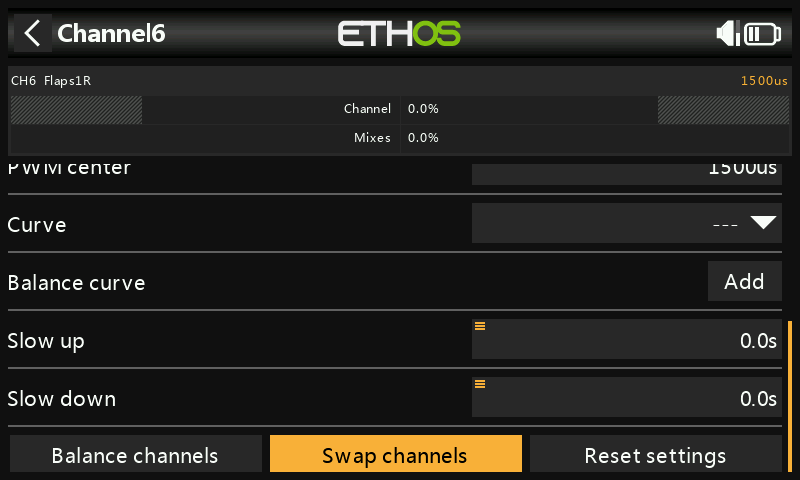 Channel6
ETHOS
CH6 Flaps1R 1500us
Channel 0.0%
Mixes 0.0%
PWM center 1500us
Curve ---
Balance curve Add
Slow up 0.0s
Slow down 0.0s
Balance channels Swap channels Reset settings